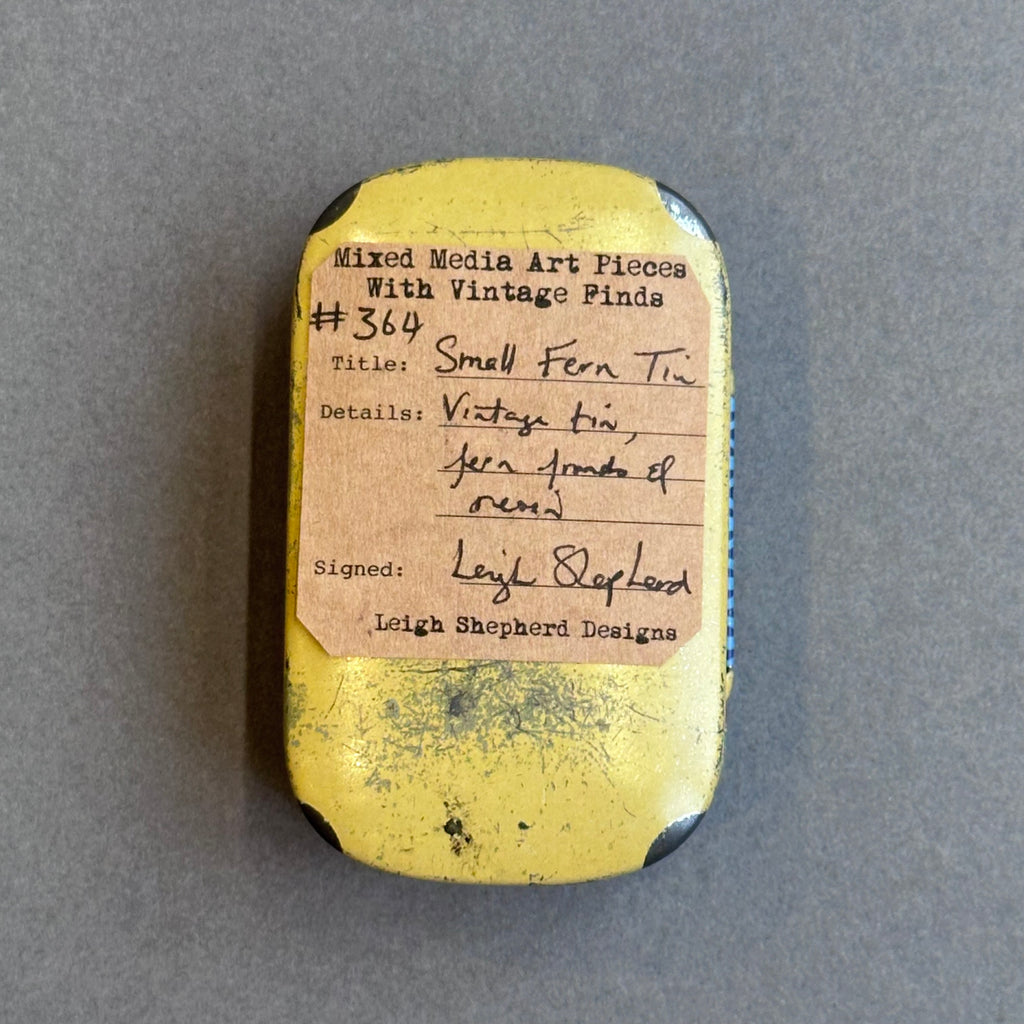 Mixed Media Art Pieces
With Vintage Finds
#364
Title: Small Fern Tin
Details: Vintage tin,
fern fronds &
resin
Signed: Leigh Shepherd
Leigh Shepherd Designs